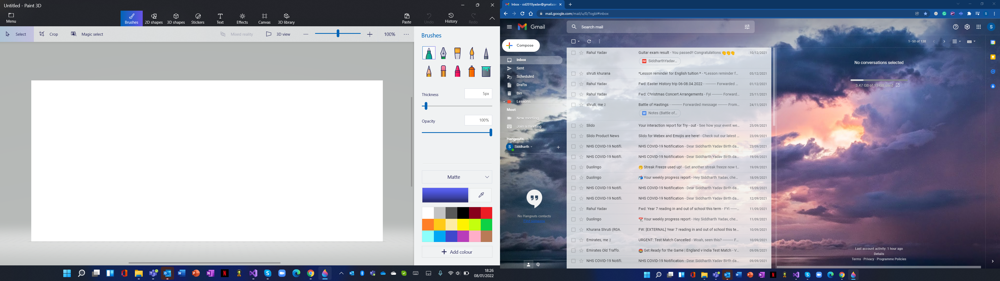 Untitled - Paint 3D
Menu
Brushes
2D shapes
3D shapes
Stickers
Text
Effects
Canvas
3D library
Paste
Undo
History
Redo
Select
Crop
Magic select
Mixed reality
3D view
100%
Brushes
Thickness
5px
Opacity
100%
Matte
Add colour
18:26
08/01/2022
Inbox - sid2010yadav@gmail.co
mail.google.com/mail/u/0/?ogbl#inbox
Gmail
Search mail
S
Compose
1–50 of 138
Inbox
Sent
Scheduled
Drafts
Bin
Lessons
Meet
New meeting
Join a meeting
Hangouts
S Siddharth
No Hangouts contacts
Rahul Yadav Guitar exam result - You passed!! Congratulations 👏👏👏 10/12/2021
PDF SiddharthYadav...
shruti khurana *Lesson reminder for English tuition * - *Lesson reminder f... 05/12/2021
Rahul Yadav Fwd: Easter History trip 06-08.04.2022 - ---------- Forwarded ... 01/12/2021
Rahul Yadav Fwd: Christmas Concert Arrangements - Fyi ---------- Forward... 25/11/2021
shruti, me 2 Battle of Hastings - ---------- Forwarded message --------- From... 24/11/2021
W Notes (Battle of...
Slido Your interaction report for Try - out - See how your event we... 25/09/2021
Slido Product News Slido for Webex and Emojis are here! - Check out our latest ... 23/09/2021
NHS COVID-19 Notifi. NHS COVID-19 Notification - Dear Siddharth Yadav Birth da... 23/09/2021
NHS COVID-19 Notifi. NHS COVID-19 Notification - Dear Siddharth Yadav Birth da... 19/09/2021
Duolingo 🤭 Streak Freeze used up! - Get another streak freeze now t... 19/09/2021
Duolingo 📬 Your weekly progress report - Hey Siddharth Yadav, che... 18/09/2021
NHS COVID-19 Notifi. NHS COVID-19 Notification - Dear Siddharth Yadav Birth da... 15/09/2021
NHS COVID-19 Notifi. NHS COVID-19 Notification - Dear Siddharth Yadav Birth da... 12/09/2021
Rahul Yadav Fwd: Year 7 reading in and out of school this term - FYI ------... 11/09/2021
Duolingo 📆 Your weekly progress report - Hey Siddharth Yadav, che... 11/09/2021
Khurana Shruti (R0A. FW: [EXTERNAL] Year 7 reading in and out of school this te... 10/09/2021
Emirates, me 2 URGENT: Test Match Cancelled - Woah, seen this? ---------- F... 10/09/2021
Emirates Old Traffo. Get Ready for the Game | England v India Test Match - V... 09/09/2021
NHS COVID-19 Notifi. NHS COVID-19 Notification - Dear Siddharth Yadav Birth da... 09/09/2021
No conversations selected
3.47 GB of 15 GB used
Last account activity: 1 hour ago
Details
Terms · Privacy · Programme Policies